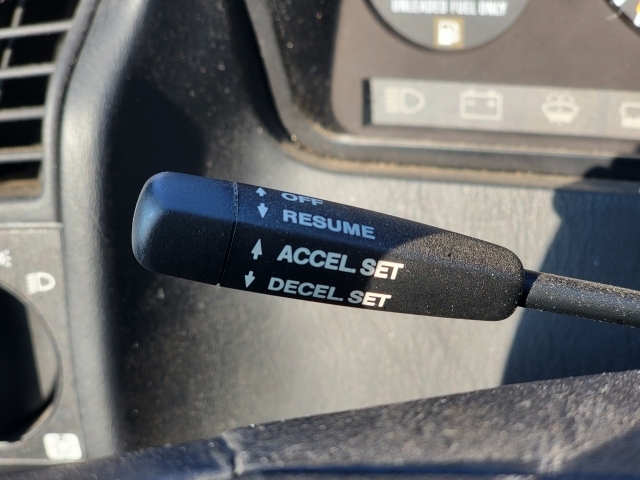 UNLEADED FUEL ONLY
OFF
RESUME
ACCEL. SET
DECEL. SET